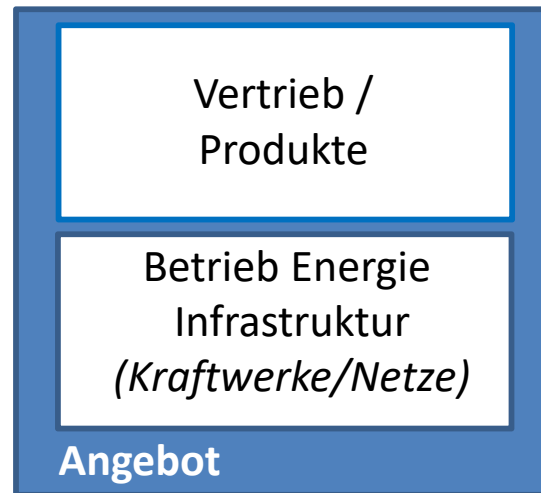 Vertrieb /
Produkte
Betrieb Energie
Infrastruktur
(Kraftwerke/Netze)
Angebot